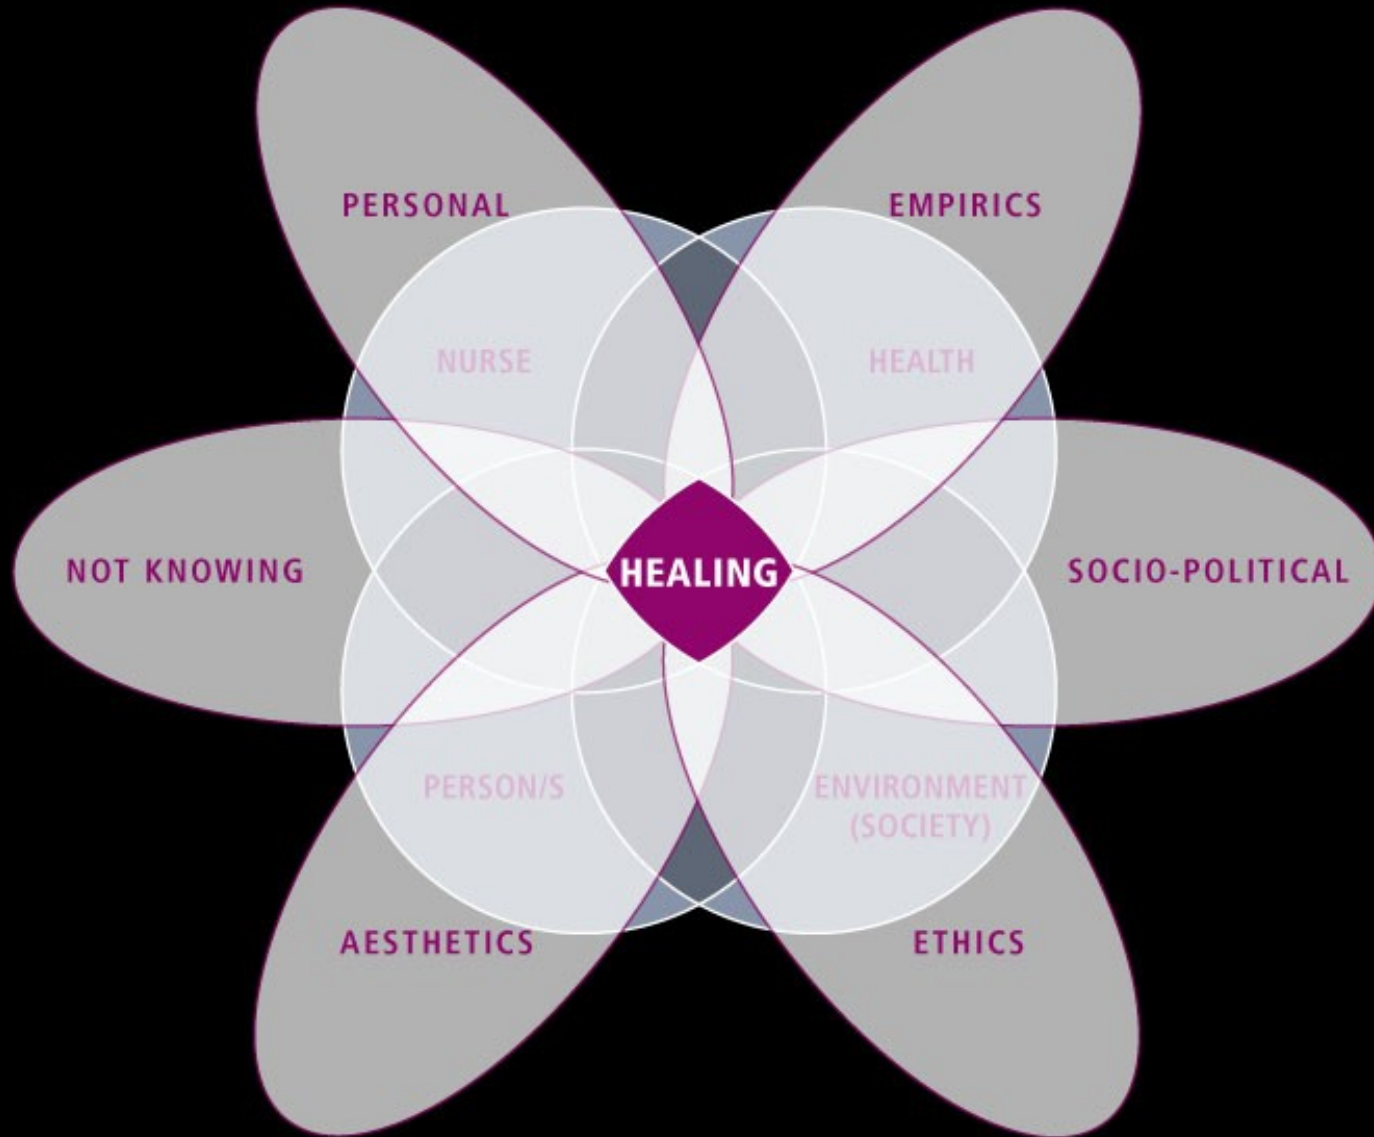 PERSONAL
EMPIRICS
NURSE
HEALTH
NOT KNOWING
HEALING
SOCIO-POLITICAL
PERSON/S
ENVIRONMENT
(SOCIETY)
AESTHETICS
ETHICS